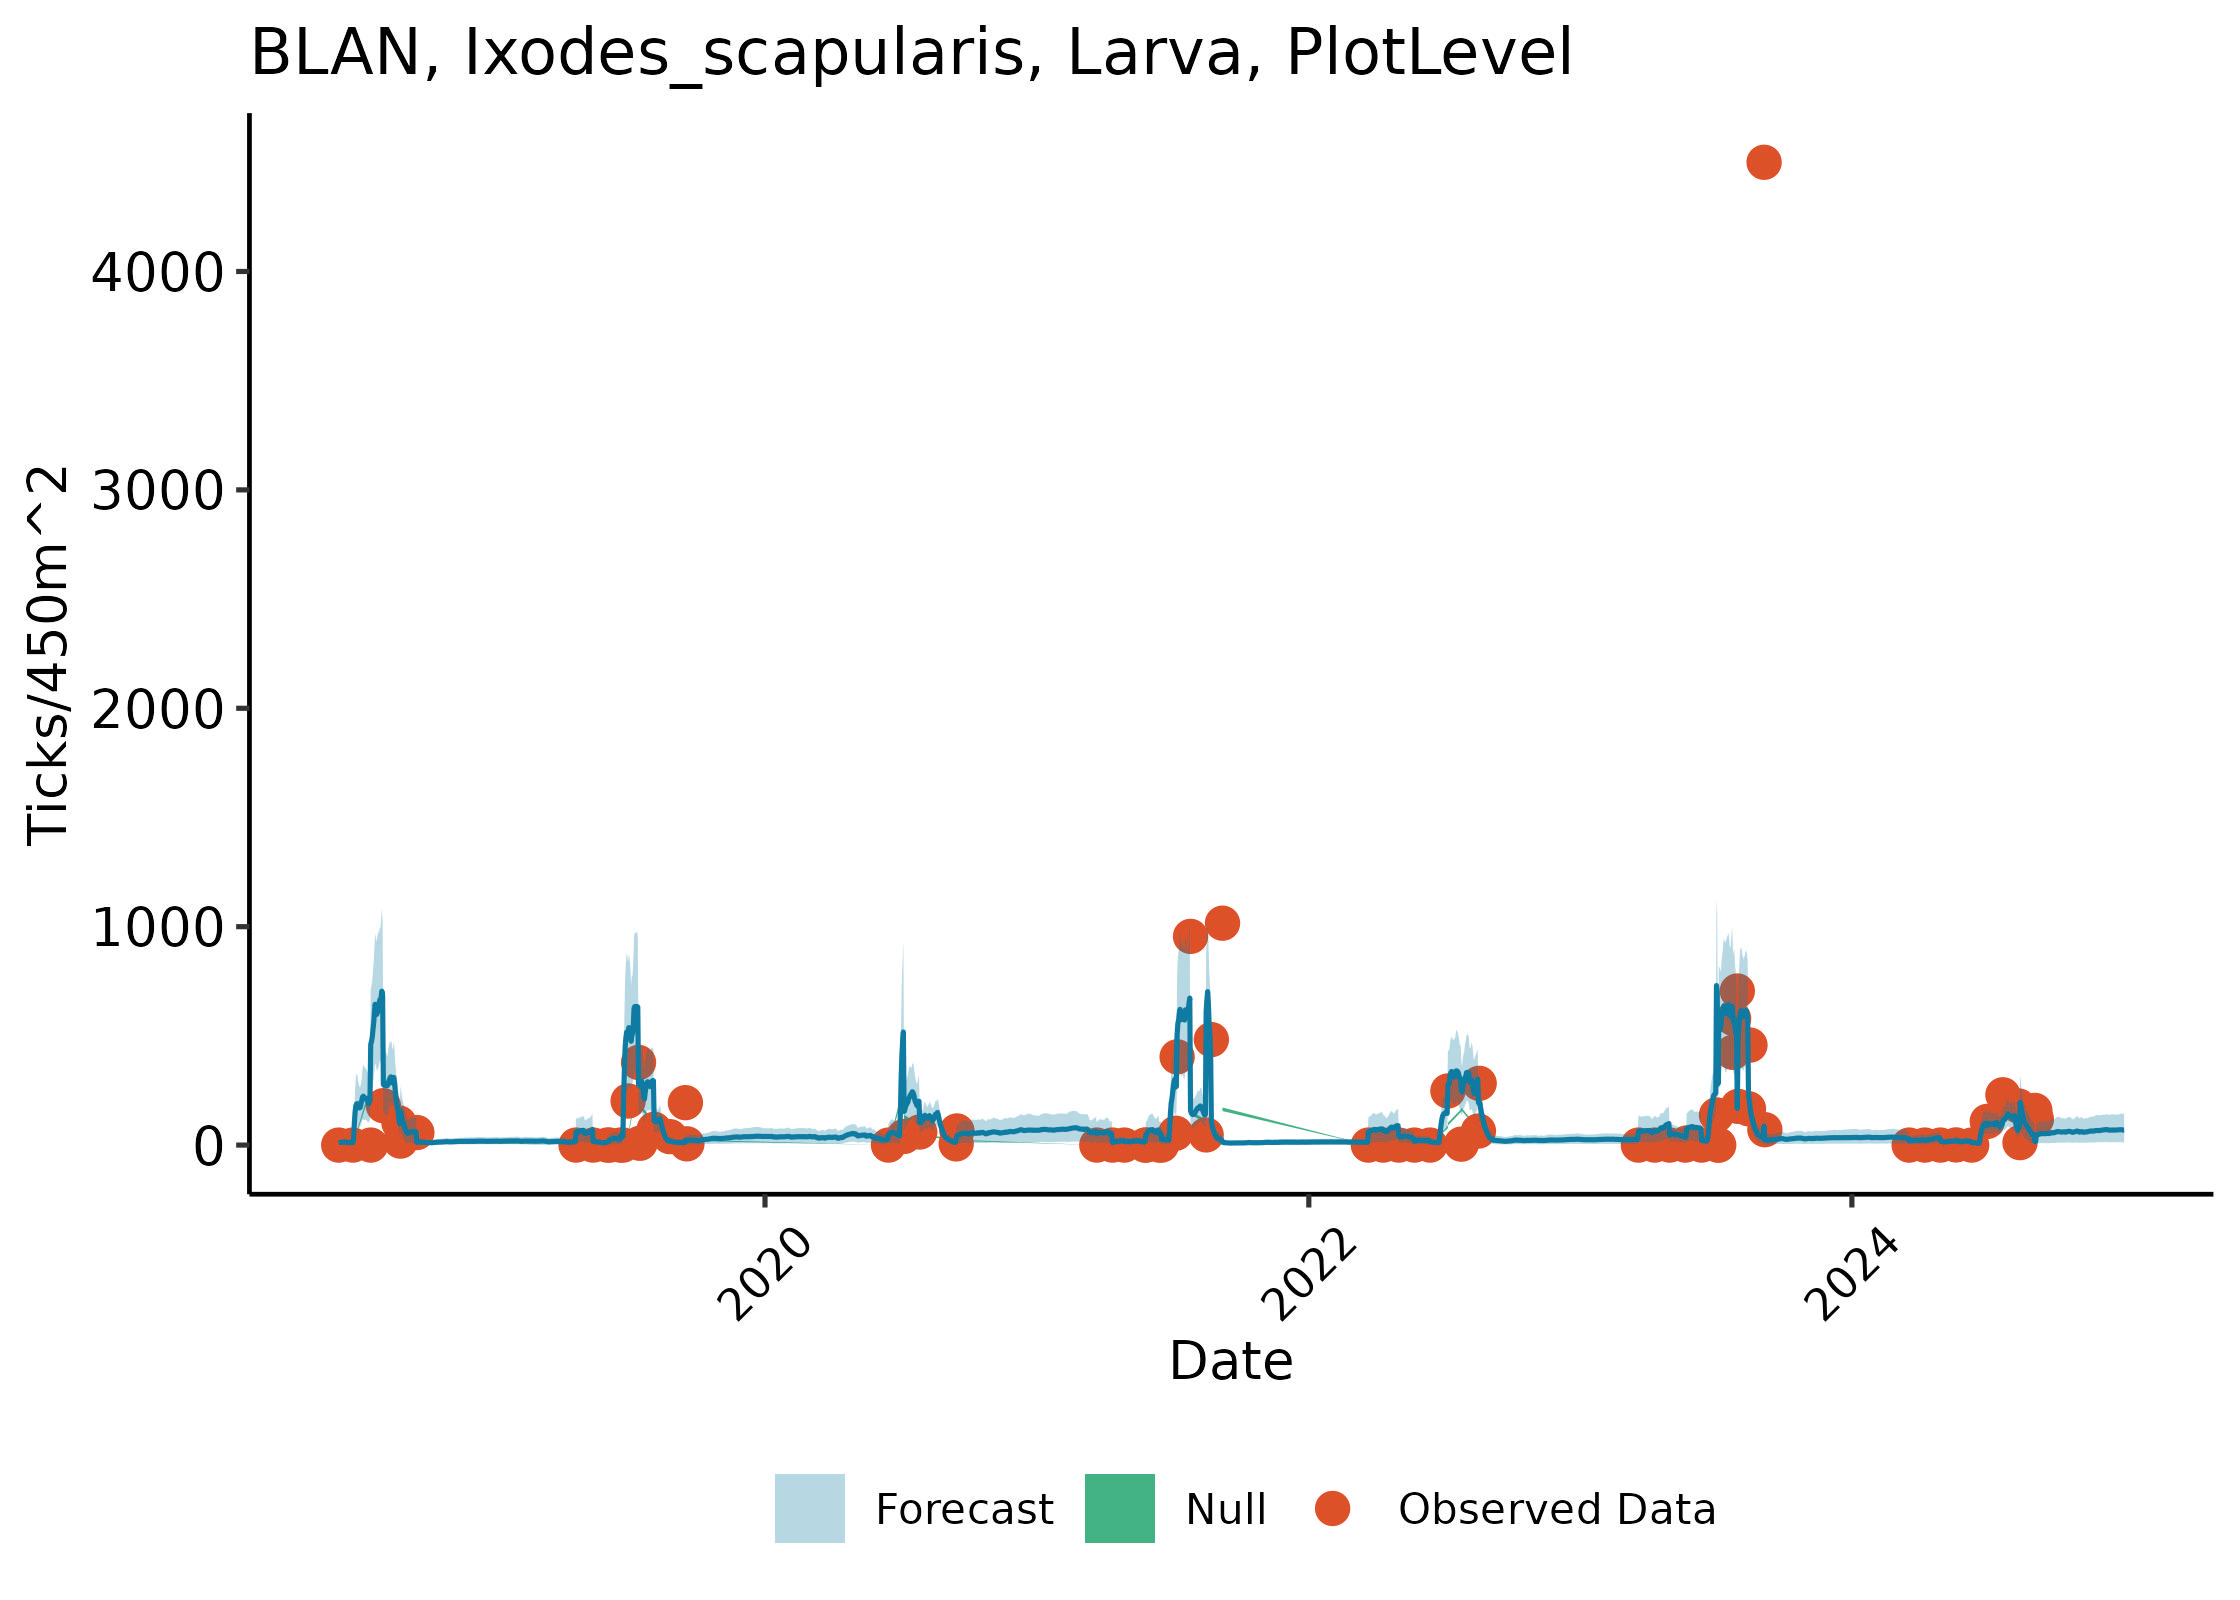 BLAN, Ixodes_scapularis, Larva, PlotLevel
Ticks/450m^2
4000
3000
2000
1000
0
2020
2022
2024
Date
Forecast
Null
Observed Data